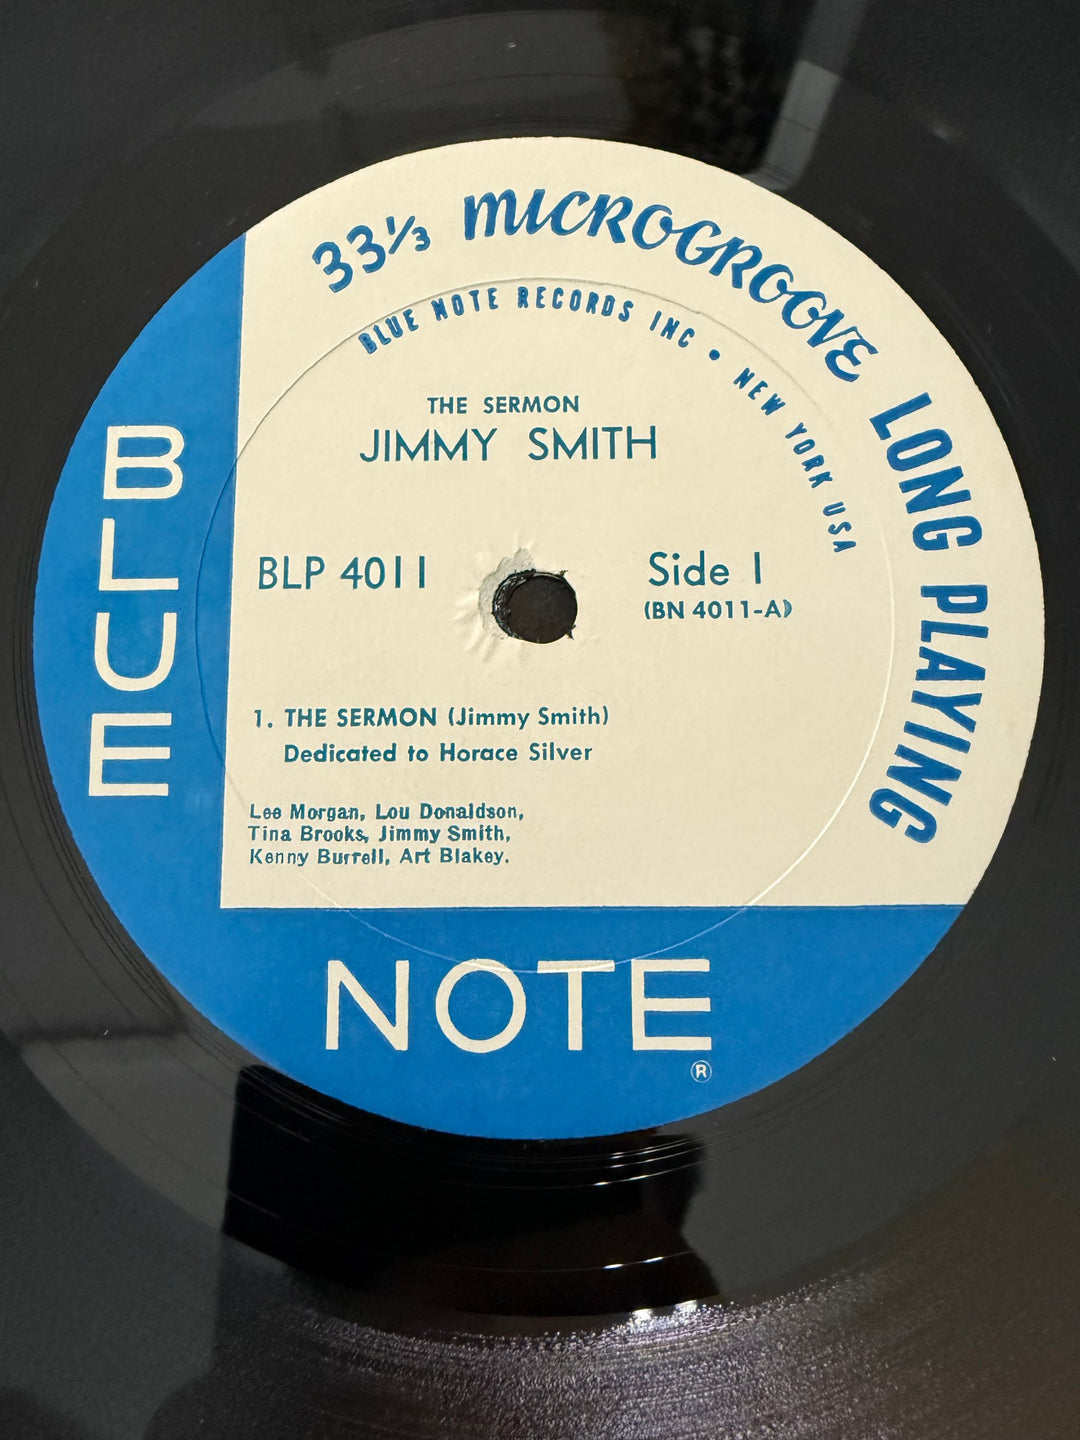 33⅓ MICROGROOVE LONG PLAYING
BLUE NOTE RECORDS INC • NEW YORK USA
THE SERMON
JIMMY SMITH
BLP 4011
Side 1
(BN 4011-A)
1. THE SERMON (Jimmy Smith)
Dedicated to Horace Silver
Lee Morgan, Lou Donaldson,
Tina Brooks, Jimmy Smith,
Kenny Burrell, Art Blakey.
BLUE
NOTE
®